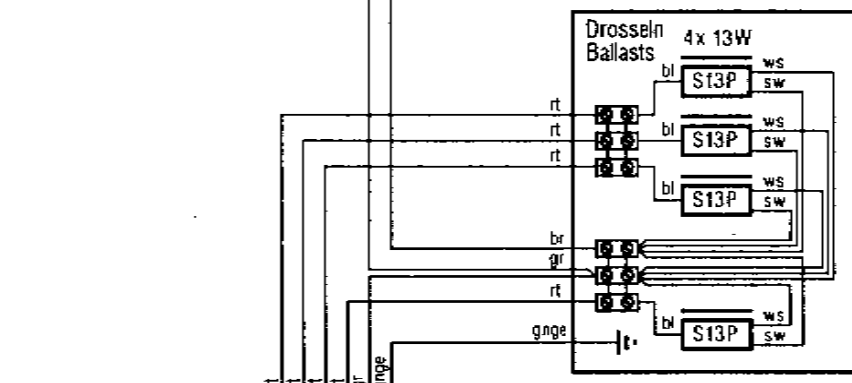 Drosseln
Ballasts
4x 13W
bl S13P ws
sw
rt
rt bl S13P ws
sw
rt
bl S13P ws
sw
br
gr
rt
bl S13P ws
sw
gnge